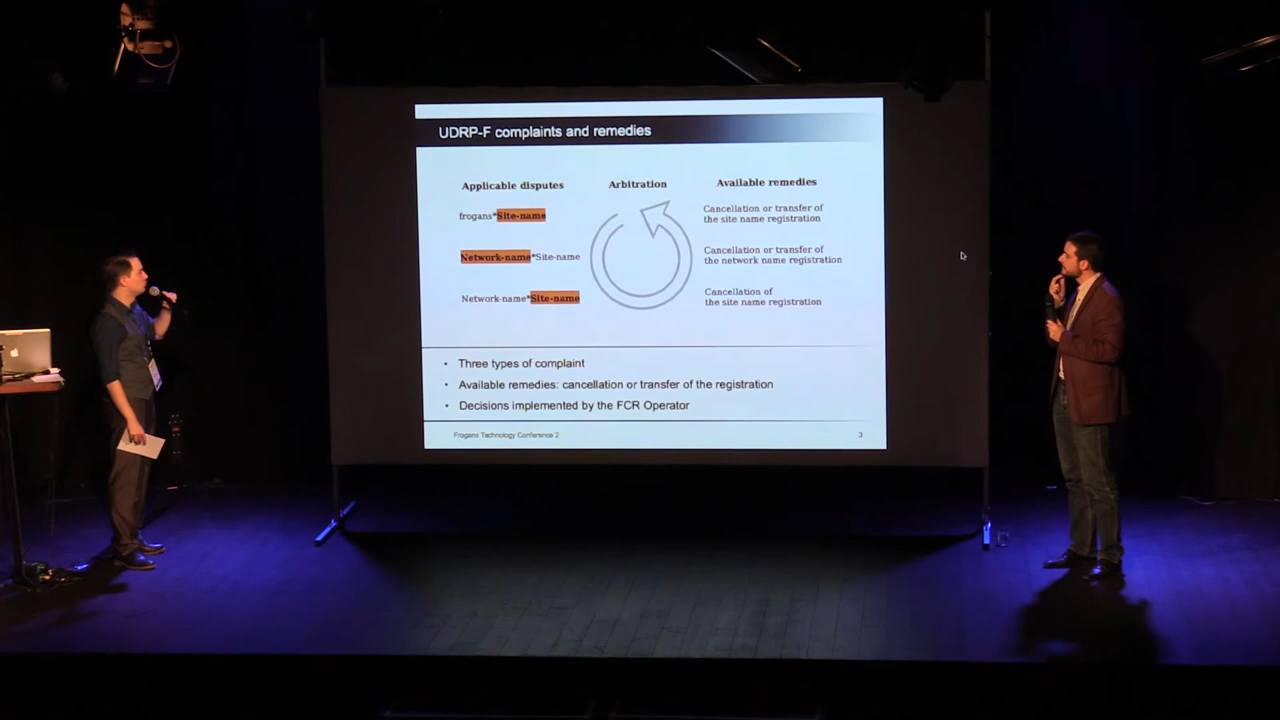 UDRP-F complaints and remedies
Applicable disputes
Arbitration
Available remedies
frogans*Site-name
Cancellation or transfer of
the site name registration
Network-name*Site-name
Cancellation or transfer of
the network name registration
Network-name*Site-name
Cancellation of
the site name registration
• Three types of complaint
• Available remedies: cancellation or transfer of the registration
• Decisions implemented by the FCR Operator
Frogans Technology Conference 2
3